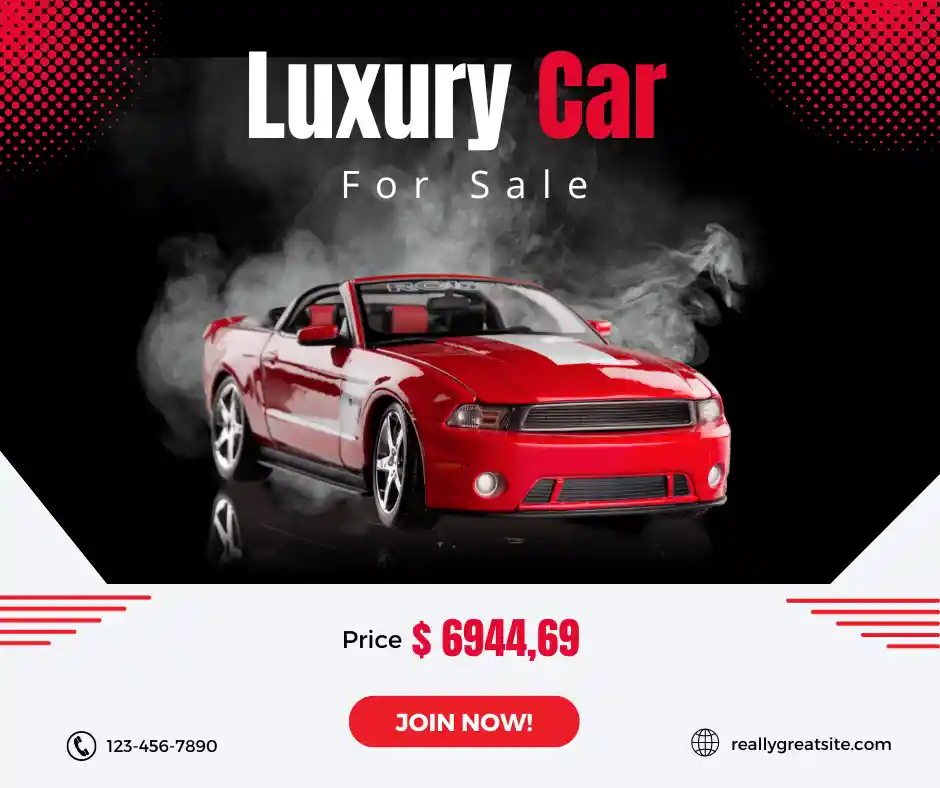 Luxury Car
For Sale
Price $ 6944,69
JOIN NOW!
123-456-7890
reallygreatsite.com